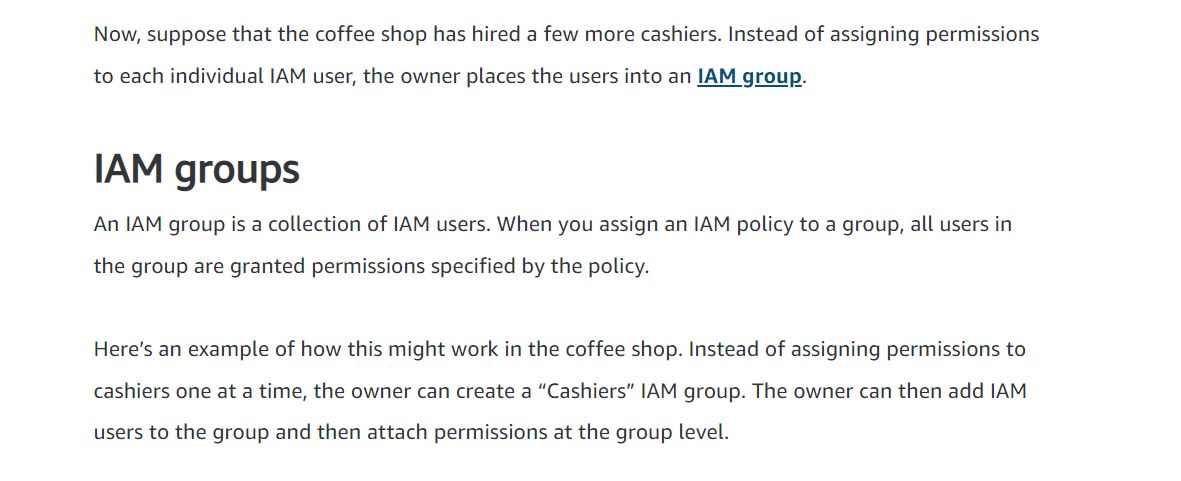 Now, suppose that the coffee shop has hired a few more cashiers. Instead of assigning permissions
to each individual IAM user, the owner places the users into an IAM group.
IAM groups
An IAM group is a collection of IAM users. When you assign an IAM policy to a group, all users in
the group are granted permissions specified by the policy.
Here’s an example of how this might work in the coffee shop. Instead of assigning permissions to
cashiers one at a time, the owner can create a “Cashiers” IAM group. The owner can then add IAM
users to the group and then attach permissions at the group level.